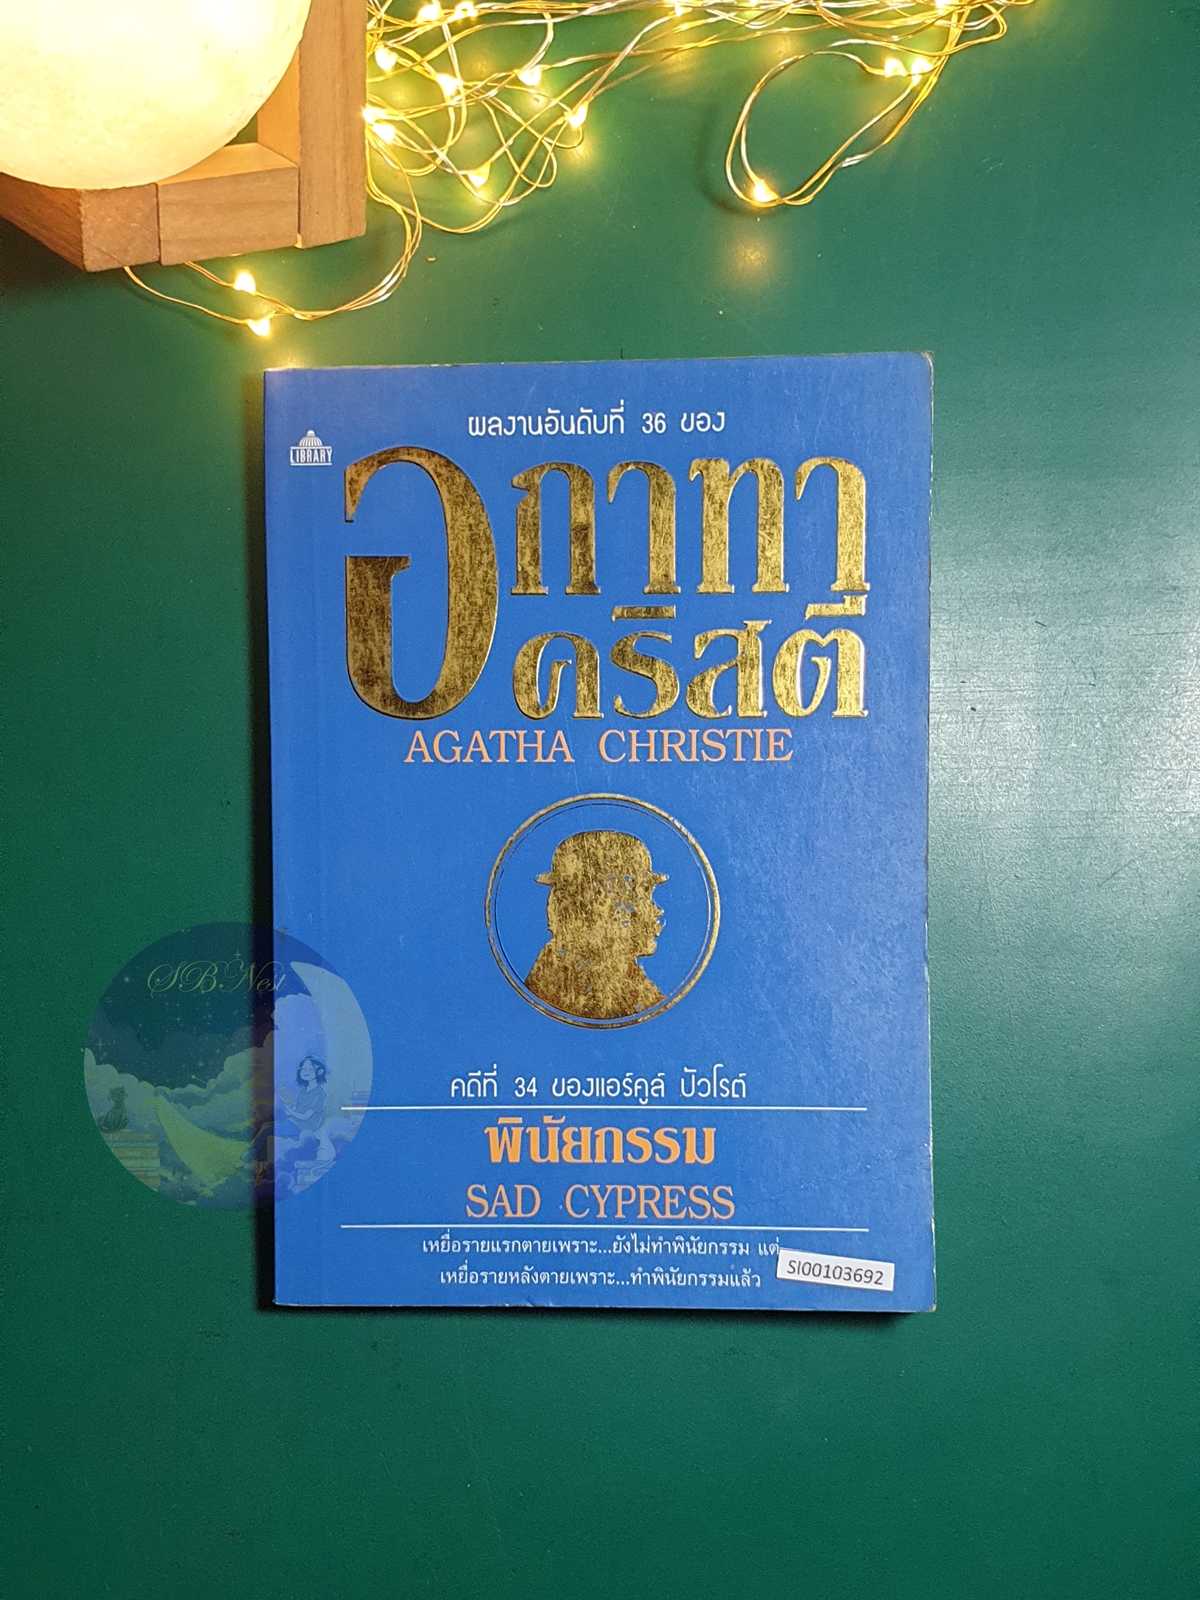 ผลงานอันดับที่ 36 ของ
LIBRARY
อกาทา
คริสตี
AGATHA CHRISTIE
SB Nest
คดีที่ 34 ของแอร์คูล์ ปัวโรต์
พินัยกรรม
SAD CYPRESS
เหยื่อรายแรกตายเพราะ...ยังไม่ทำพินัยกรรม แต่
เหยื่อรายหลังตายเพราะ...ทำพินัยกรรมแล้ว
SI00103692